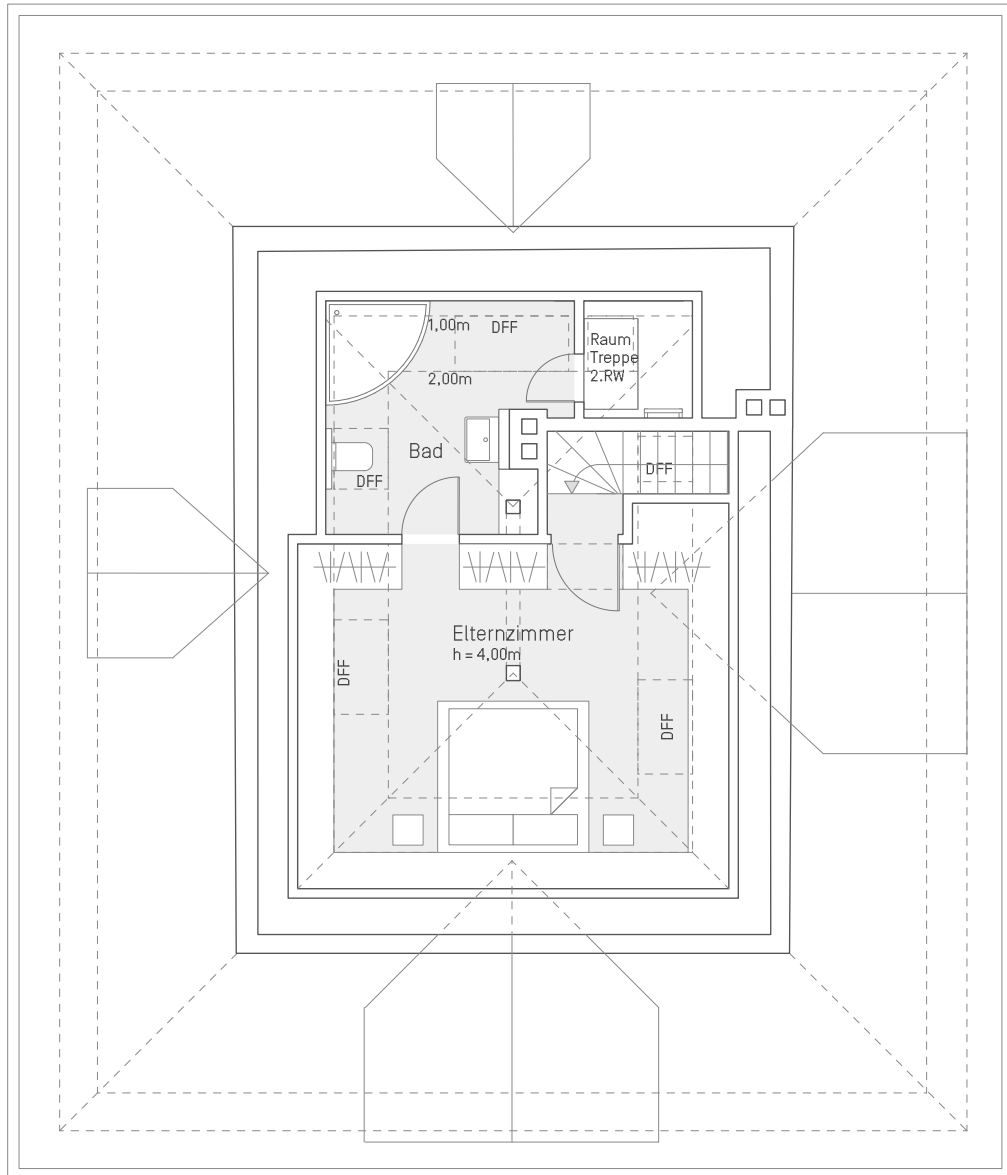 1,00m
DFF
Raum
Treppe
2.RW
2,00m
Bad
DFF
DFF
Elternzimmer
h = 4,00m
DFF
DFF